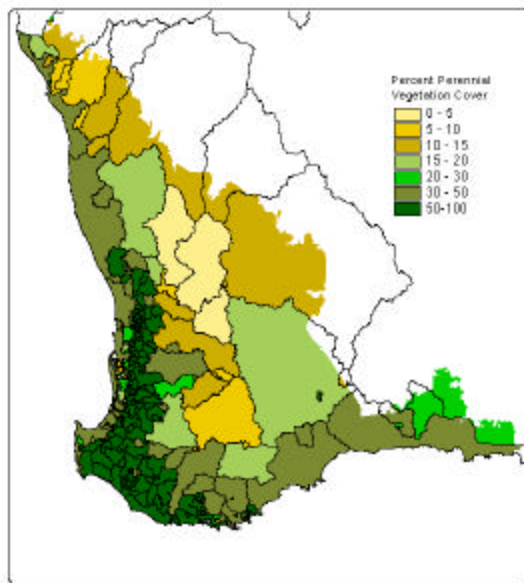 Percent Perennial
Vegetation Cover
0 - 5
5 - 10
10 - 15
15 - 20
20 - 30
30 - 50
50-100